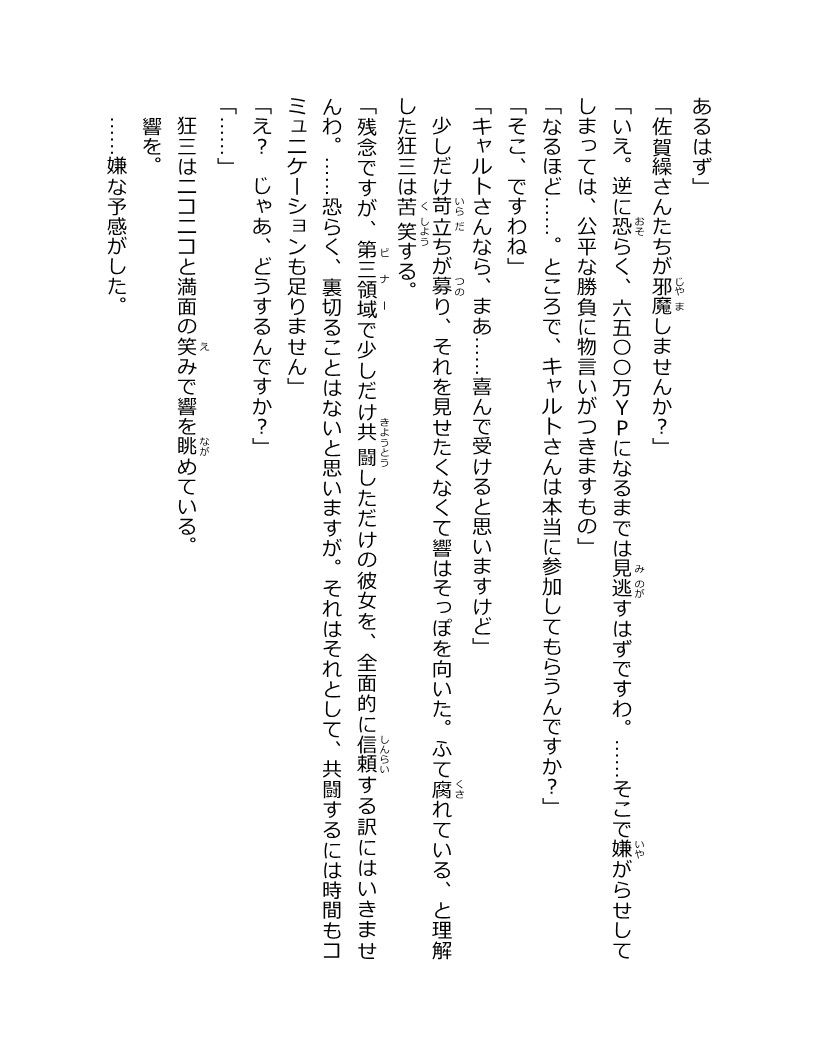 あるはず」
「佐賀繰さんたちが邪魔しませんか？」
「いえ。逆に恐らく、六五〇〇万ＹＰになるまでは見逃すはずですわ。……そこで嫌がらせして
しまっては、公平な勝負に物言いがつきますもの」
「なるほど……。ところで、キャルトさんは本当に参加してもらうんですか？」
「そこ、ですわね」
「キャルトさんなら、まあ……喜んで受けると思いますけど」
少しだけ苛立ちが募り、それを見せたくなくて響はそっぽを向いた。ふて腐れている、と理解
した狂三は苦笑する。
「残念ですが、第三領域で少しだけ共闘しただけの彼女を、全面的に信頼する訳にはいきませ
んわ。……恐らく、裏切ることはないと思いますが。それはそれとして、共闘するには時間もコ
ミュニケーションも足りません」
「え？　じゃあ、どうするんですか？」
「……」
狂三はニコニコと満面の笑みで響を眺めている。
響を。
……嫌な予感がした。